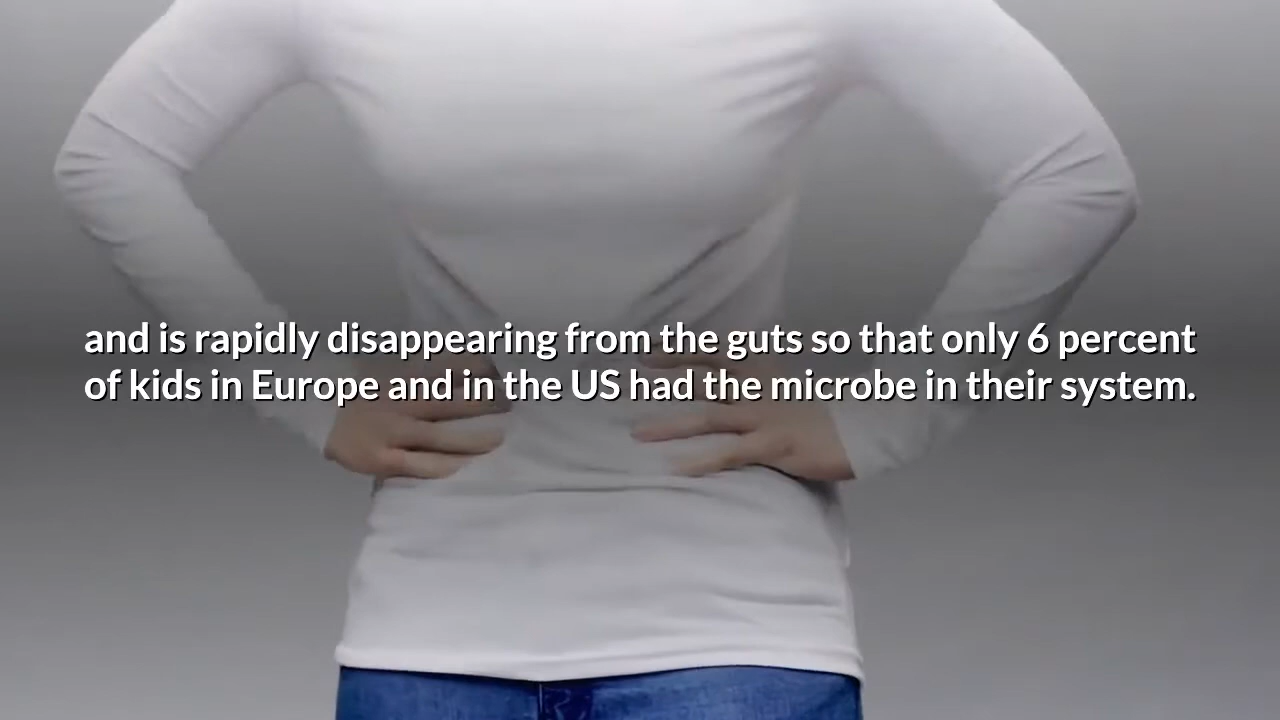 and is rapidly disappearing from the guts so that only 6 percent
of kids in Europe and in the US had the microbe in their system.